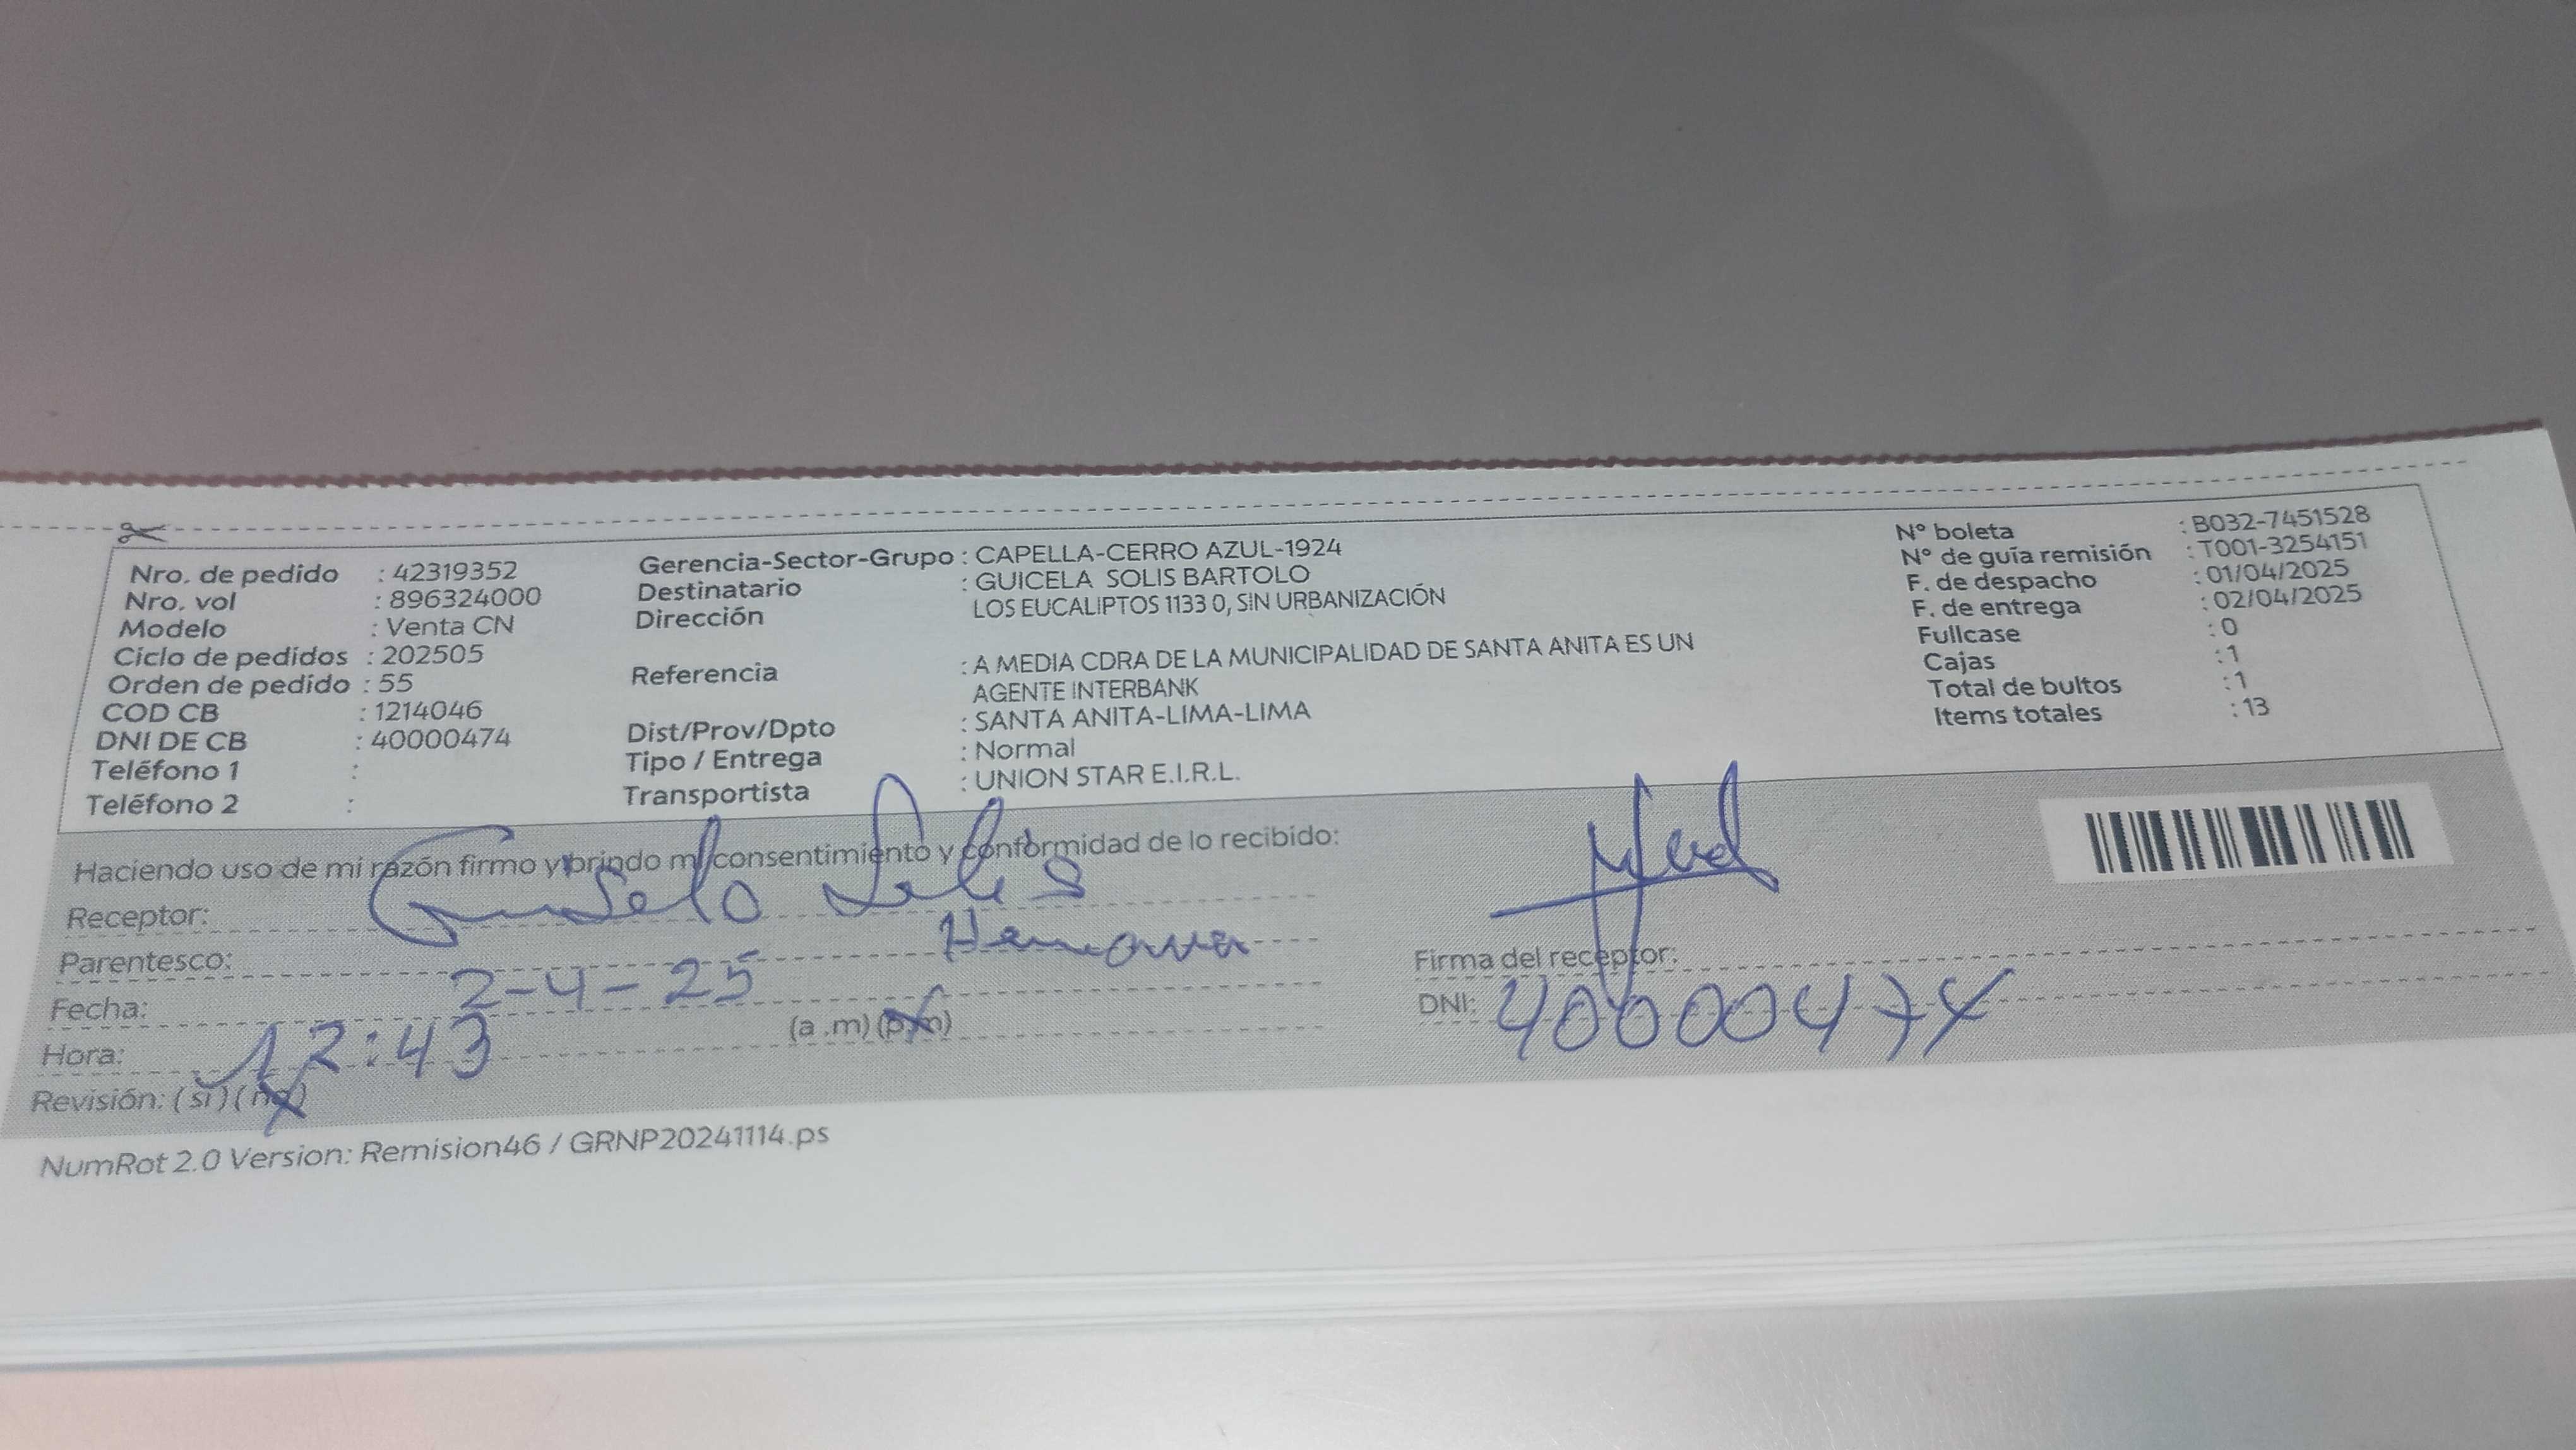 Nro. de pedido : 42319352
Nro. vol : 896324000
Modelo : Venta CN
Ciclo de pedidos : 202505
Orden de pedido : 55
COD CB : 1214046
DNI DE CB : 40000474
Teléfono 1 :
Teléfono 2 :
Gerencia-Sector-Grupo : CAPELLA-CERRO AZUL-1924
Destinatario : GUICELA SOLIS BARTOLO
Dirección LOS EUCALIPTOS 1133 0, SIN URBANIZACIÓN
Referencia : A MEDIA CDRA DE LA MUNICIPALIDAD DE SANTA ANITA ES UN
AGENTE INTERBANK
Dist/Prov/Dpto : SANTA ANITA-LIMA-LIMA
Tipo / Entrega : Normal
Transportista : UNION STAR E.I.R.L.
N° boleta : B032-7451528
N° de guía remisión : T001-3254151
F. de despacho : 01/04/2025
F. de entrega : 02/04/2025
Fullcase : 0
Cajas : 1
Total de bultos : 1
Items totales : 13
Haciendo uso de mi razón firmo y brindo mi consentimiento y conformidad de lo recibido:
Receptor:
Parentesco:
Fecha: 2-4-25
Hora: 12:43 (a .m) (p.m)
Revisión: (si) (no)
Firma del receptor:
DNI: 40000474
NumRot 2.0 Version: Remision46 / GRNP20241114.ps